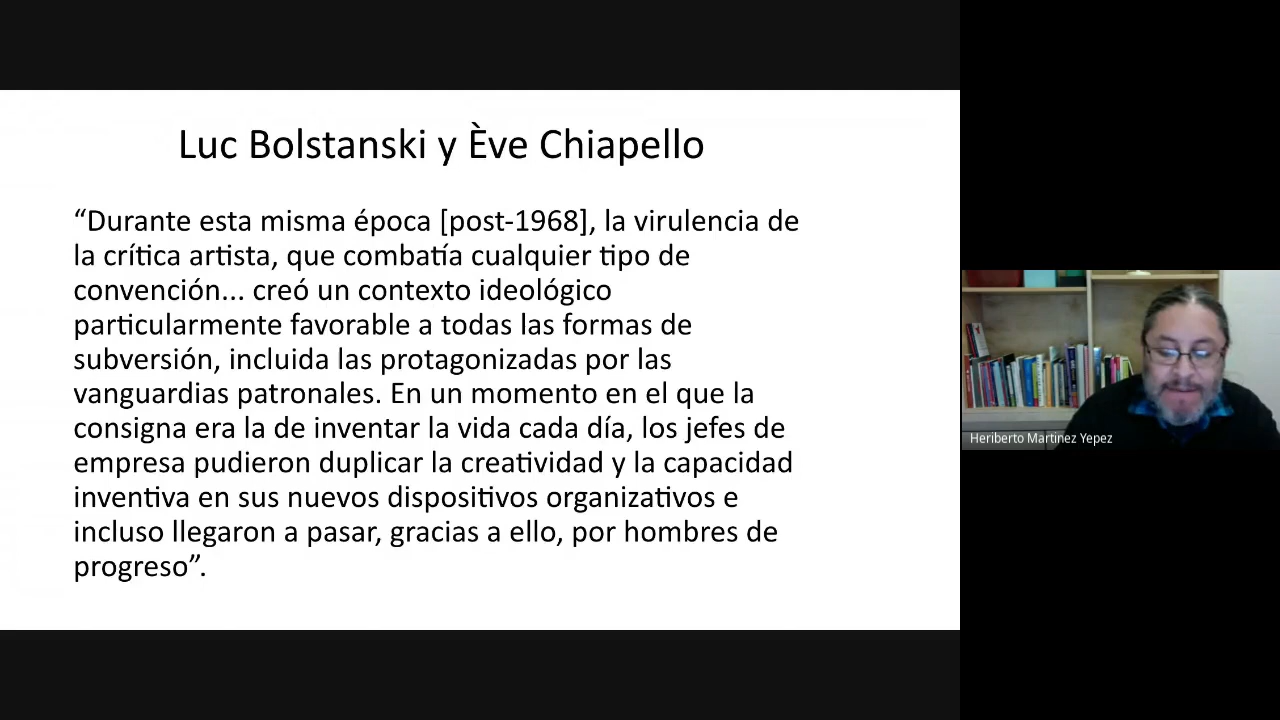 Luc Bolstanski y Ève Chiapello
“Durante esta misma época [post-1968], la virulencia de
la crítica artista, que combatía cualquier tipo de
convención... creó un contexto ideológico
particularmente favorable a todas las formas de
subversión, incluida las protagonizadas por las
vanguardias patronales. En un momento en el que la
consigna era la de inventar la vida cada día, los jefes de
empresa pudieron duplicar la creatividad y la capacidad
inventiva en sus nuevos dispositivos organizativos e
incluso llegaron a pasar, gracias a ello, por hombres de
progreso”.
Heriberto Martinez Yepez